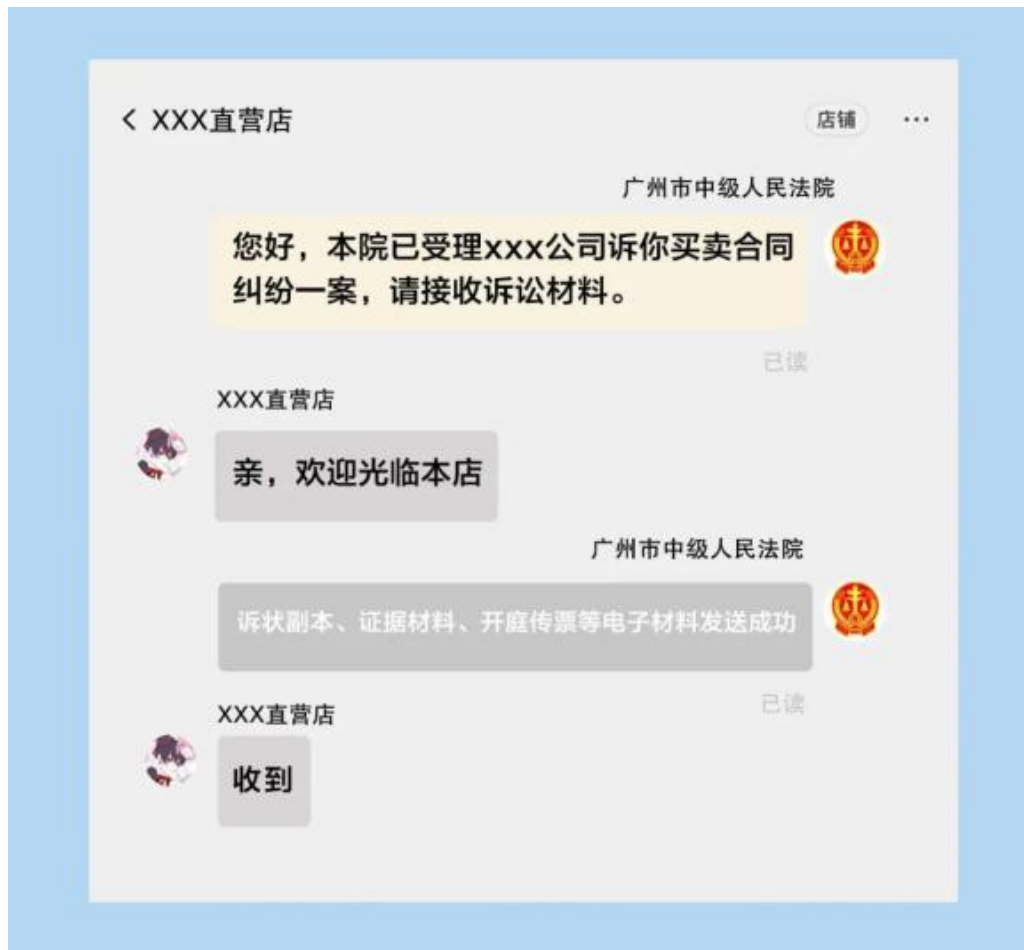 < XXX直营店
店铺
...
广州市中级人民法院
您好，本院已受理xxx公司诉你买卖合同
纠纷一案，请接收诉讼材料。
已读
XXX直营店
亲，欢迎光临本店
广州市中级人民法院
诉状副本、证据材料、开庭传票等电子材料发送成功
已读
XXX直营店
收到